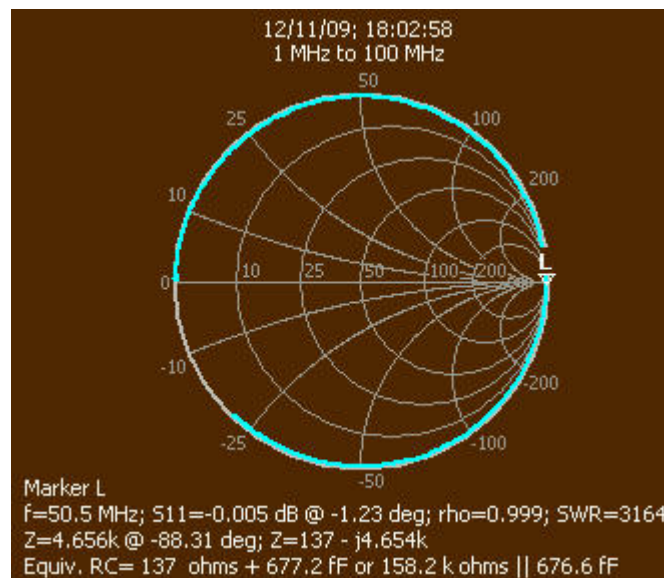 12/11/09; 18:02:58
1 MHz to 100 MHz
50
25 100
10 200
L
0 10 25 50 100 200
-10 -200
-25 -100
-50
Marker L
f=50.5 MHz; S11=-0.005 dB @ -1.23 deg; rho=0.999; SWR=3164
Z=4.656k @ -88.31 deg; Z=137 - j4.654k
Equiv. RC= 137 ohms + 677.2 fF or 158.2 k ohms || 676.6 fF